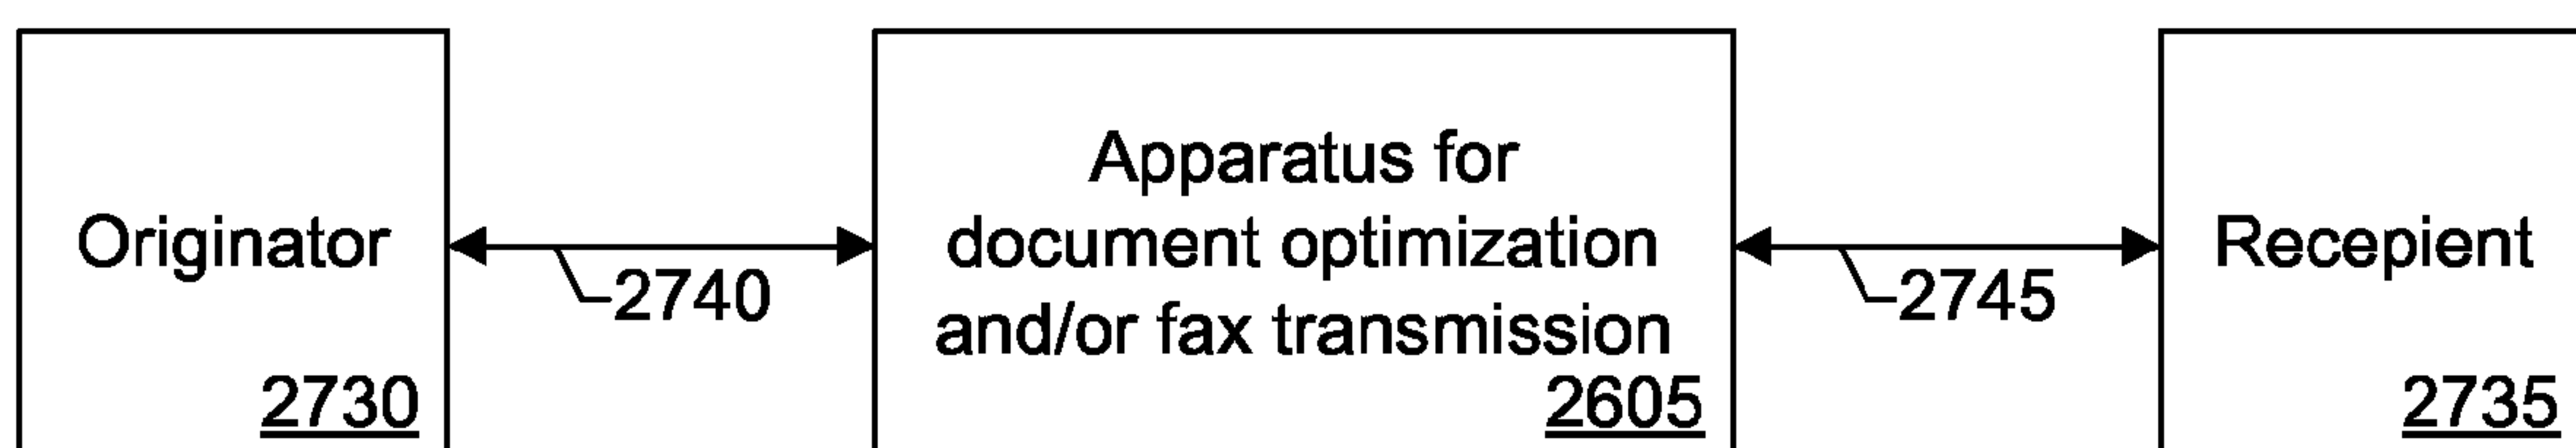 Originator
2730
2740
Apparatus for
document optimization
and/or fax transmission
2605
2745
Recepient
2735